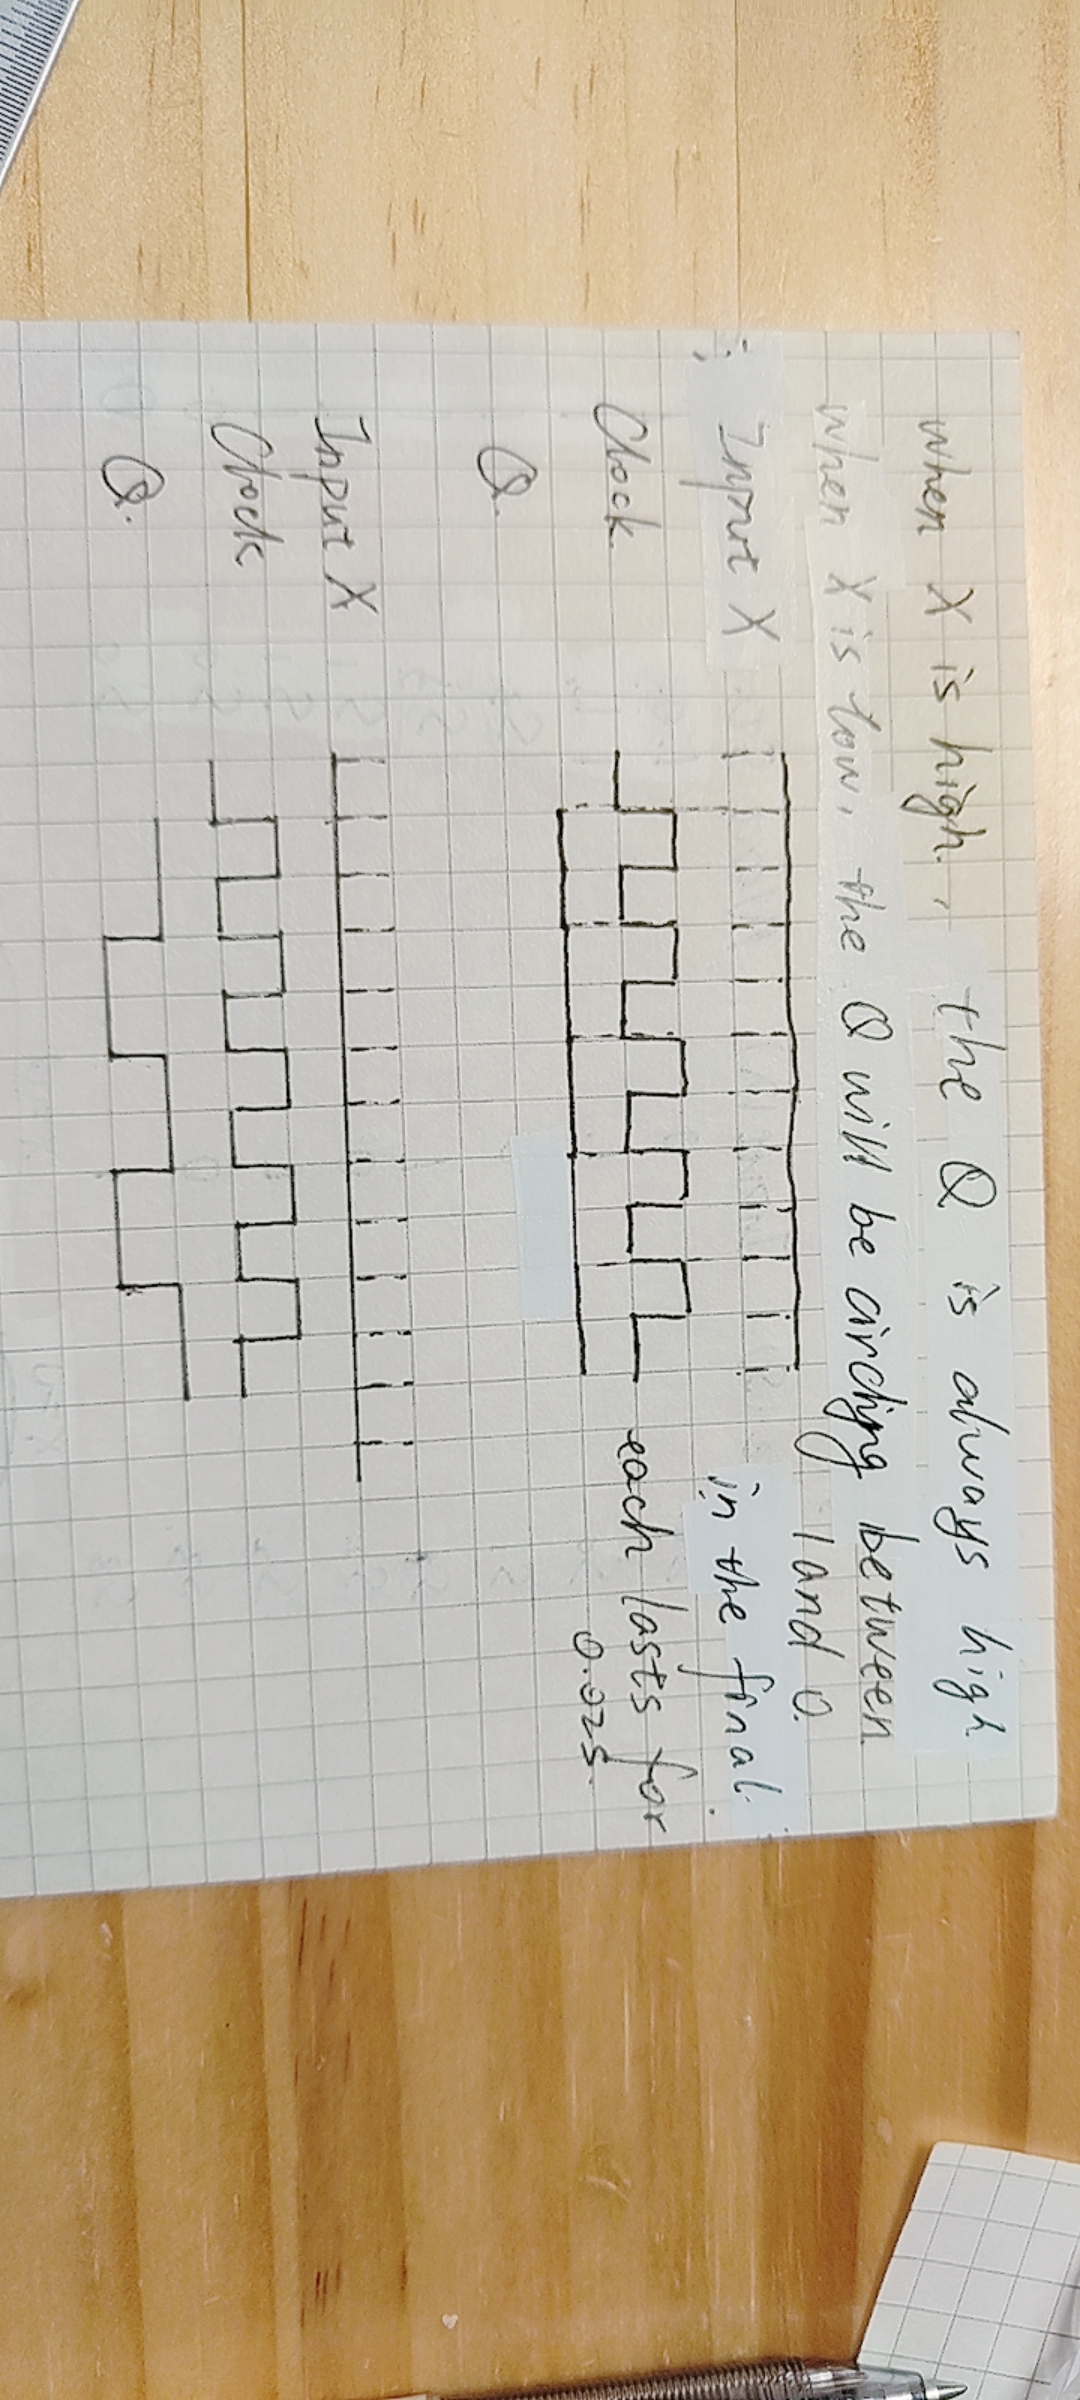 when X is high, the Q is always high
when X is low, the Q will be circling between
1 and 0.
in the final.
: Input X
Clock.
each lasts for
0.02s.
Q.
Input X
Clock
Q.